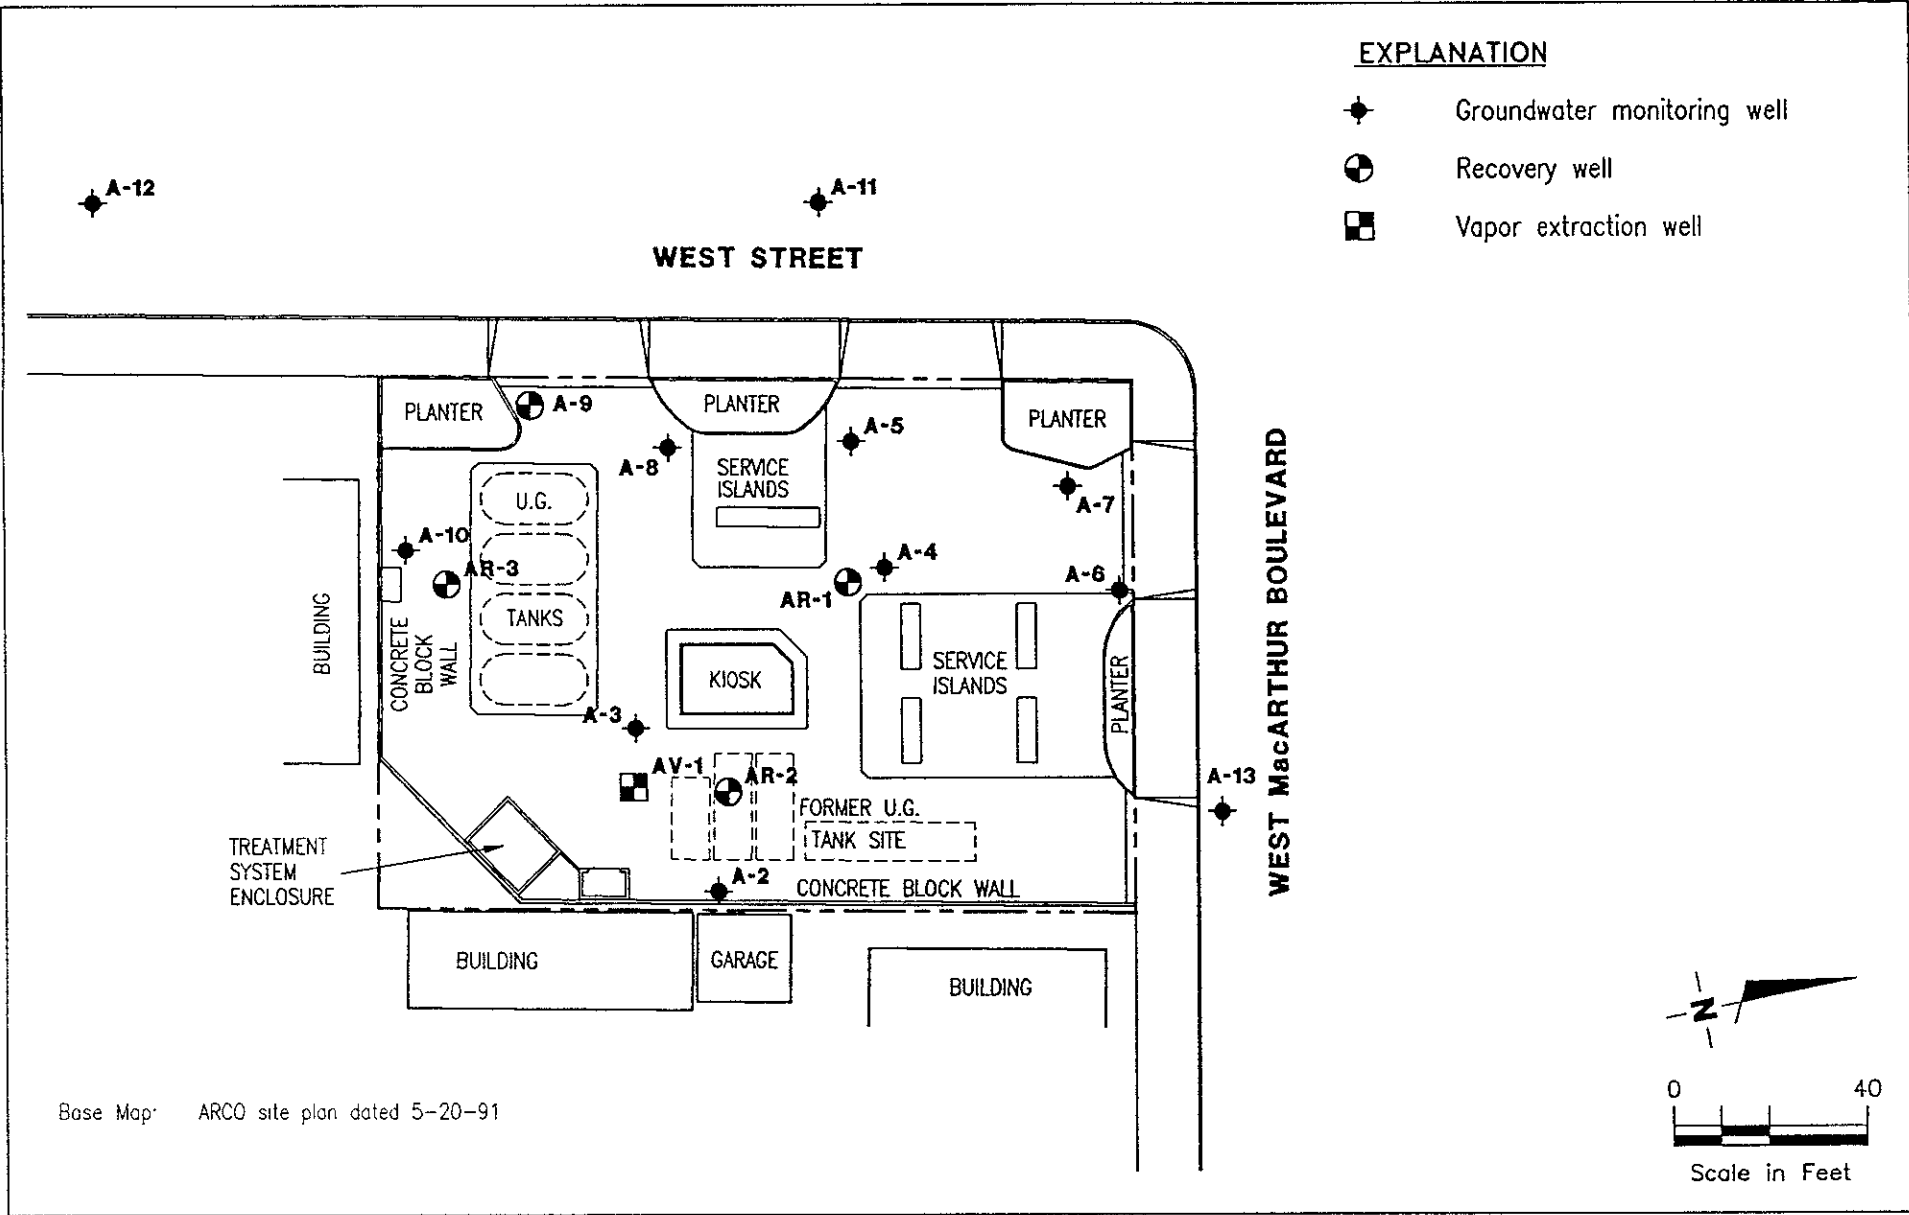 EXPLANATION
Groundwater monitoring well
Recovery well
Vapor extraction well
A-12
A-11
WEST STREET
PLANTER
A-9
PLANTER
A-5
PLANTER
A-8
SERVICE
ISLANDS
U.G.
A-7
A-10
AR-3
A-4
A-6
AR-1
TANKS
BUILDING
CONCRETE
BLOCK
WALL
KIOSK
SERVICE
ISLANDS
PLANTER
WEST MacARTHUR BOULEVARD
A-3
AV-1
AR-2
A-13
FORMER U.G.
TANK SITE
TREATMENT
SYSTEM
ENCLOSURE
A-2
CONCRETE BLOCK WALL
BUILDING
GARAGE
BUILDING
N
0 40
Scale in Feet
Base Map: ARCO site plan dated 5-20-91